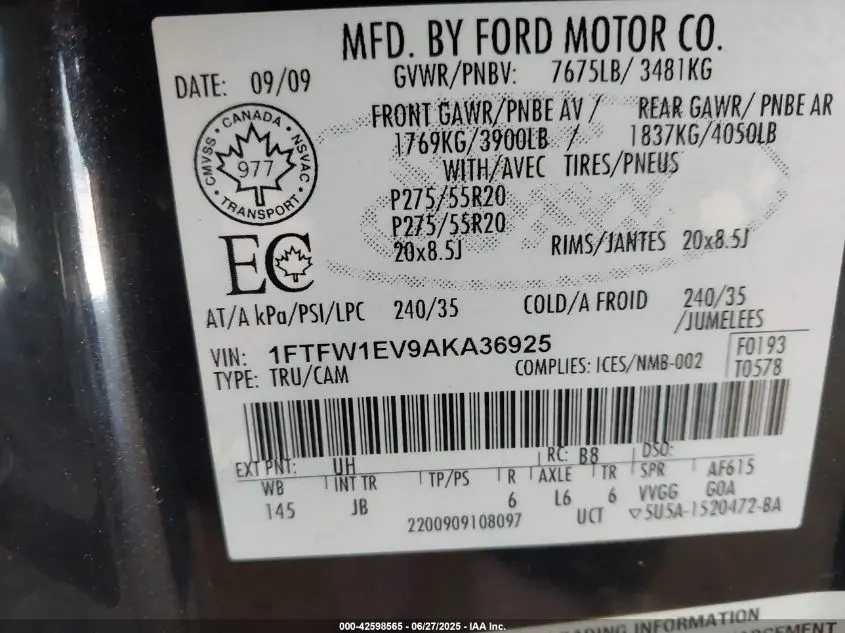 MFD. BY FORD MOTOR CO.
DATE: 09/09
GVWR/PNBV: 7675LB/ 3481KG
FRONT GAWR/PNBE AV / REAR GAWR/ PNBE AR
1769KG/3900LB / 1837KG/4050LB
WITH/AVEC TIRES/PNEUS
CANADA
CMVSS NSVAC
977
TRANSPORT
P275/55R20
P275/55R20
20x8.5J RIMS/JANTES 20x8.5J
EC
AT/A kPa/PSI/LPC 240/35 COLD/A FROID 240/35
/JUMELEES
VIN: 1FTFW1EV9AKA36925 F0193
TYPE: TRU/CAM COMPLIES: ICES/NMB-002 T0578
EXT PNT: UH RC: B8 DSO:
WB INT TR TP/PS R AXLE TR SPR AF615
145 JB 6 L6 6 VVGG GOA
2200909108097 UCT 5U5A-1520472-BA
000-42598565 / 06/27/2025 / IAA Inc.
ING INFORMATION